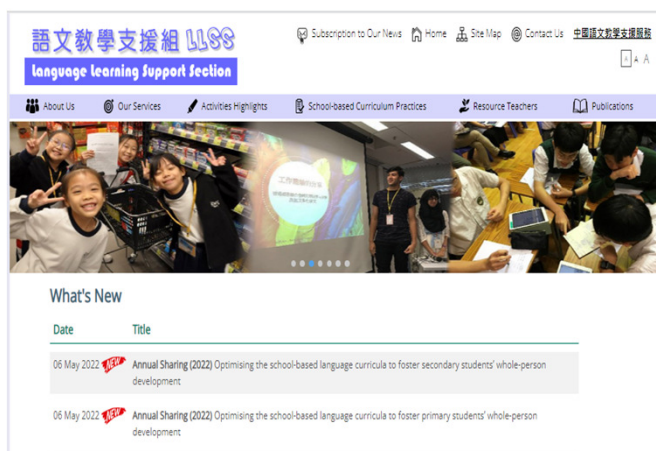 語文教學支援組 LLSS
Language Learning Support Section
Subscription to Our News Home Site Map Contact Us 中國語文教學支援服務
A A A
About Us Our Services Activities Highlights School-based Curriculum Practices Resource Teachers Publications
What's New
Date Title
06 May 2022 NEW Annual Sharing (2022) Optimising the school-based language curricula to foster secondary students' whole-person
development
06 May 2022 NEW Annual Sharing (2022) Optimising the school-based language curricula to foster primary students' whole-person
development